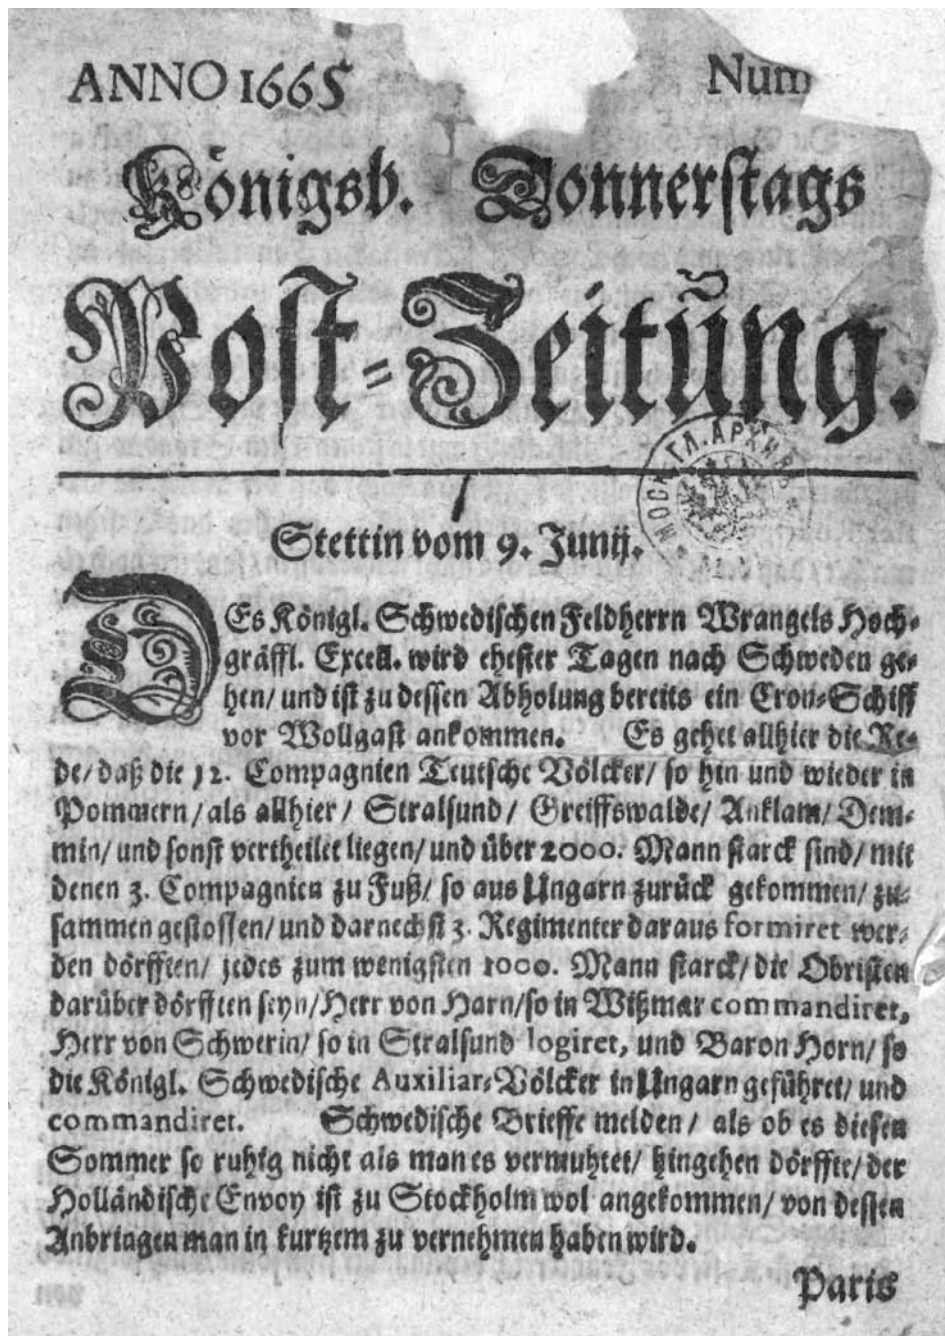 ANNO 1665
Num
Königsb. Donnerstags
Post-Zeitung.
МОСК. ГЛ. АРХИВ
Stettin vom 9. Junij.
DEs Königl. Schwedischen Feldherrn Wrangels Hoch-
gräffl. Excell. wird ehester Tagen nach Schweden ge-
hen/ und ist zu dessen Abholung bereits ein Cron-Schiff
vor Wollgast ankommen. Es gehet allhier die Re-
de/ daß die 12. Compagnien Teutsche Völcker/ so hin und wieder in
Pommern/ als allhier/ Stralsund/ Greiffswalde/ Anklam/ Dem-
min/ und sonst vertheilet liegen/ und über 2000. Mann starck sind/ mit
denen 3. Compagnien zu Fuß/ so aus Ungarn zurück gekommen/ zu-
sammen gestossen/ und darnechst 3. Regimenter daraus formiret wer-
den dörfften/ jedes zum wenigsten 1000. Mann starck/ die Obristen
darüber dörfften seyn/ Herr von Harn/ so in Wißmar commandiret,
Herr von Schwerin/ so in Stralsund logiret, und Baron Horn/ so
die Königl. Schwedische Auxiliar-Völcker in Ungarn geführet/ und
commandiret. Schwedische Brieffe melden/ als ob es diesen
Sommer so ruhig nicht als man es vermuhtet/ hingehen dörffte/ der
Holländische Envoy ist zu Stockholm wol angekommen/ von dessen
Anbringen man in kurtzem zu vernehmen haben wird.
Paris